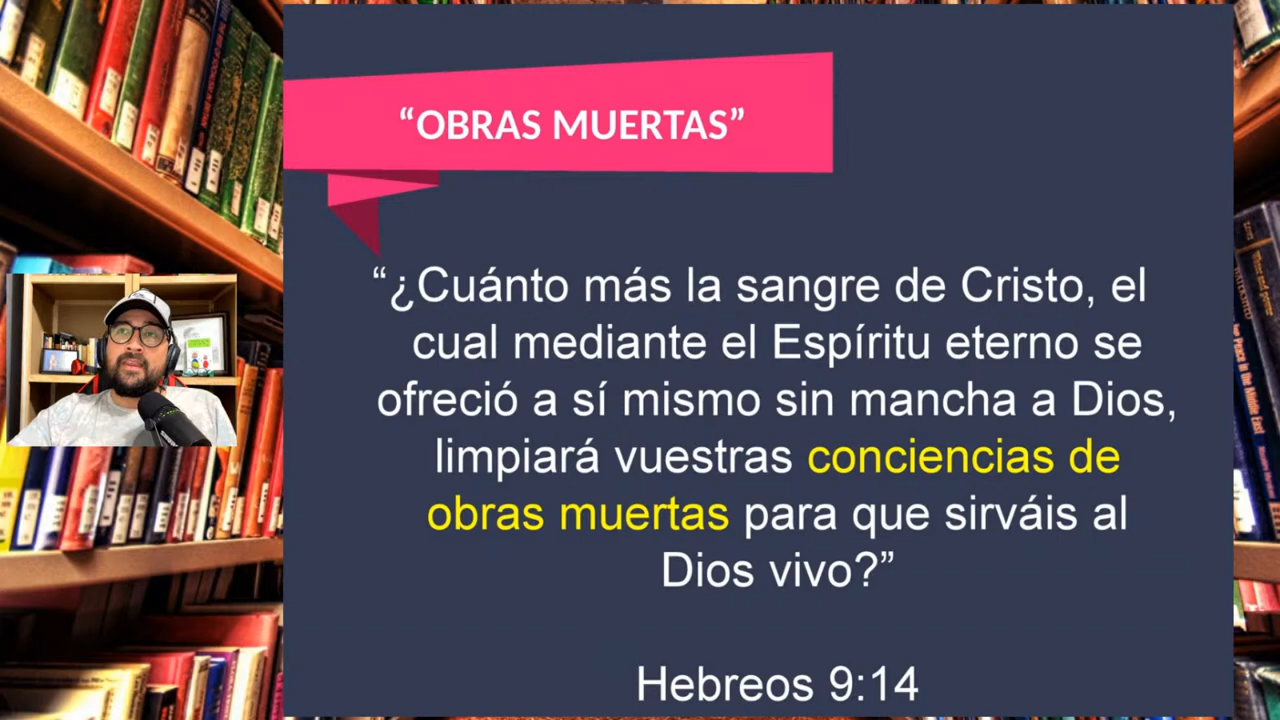 “OBRAS MUERTAS”
“¿Cuánto más la sangre de Cristo, el
cual mediante el Espíritu eterno se
ofreció a sí mismo sin mancha a Dios,
limpiará vuestras conciencias de
obras muertas para que sirváis al
Dios vivo?”
Hebreos 9:14